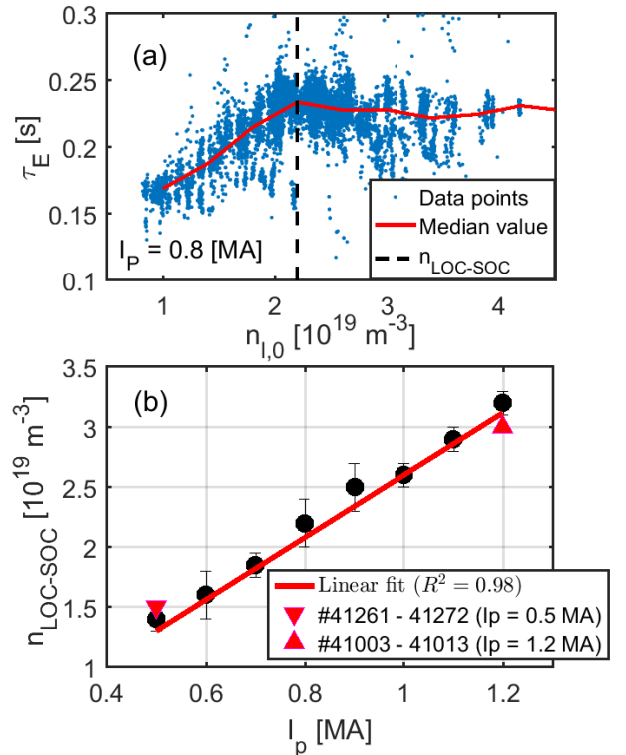 (a)
0.3
0.25
0.2
0.15
0.1
τE [s]
IP = 0.8 [MA]
Data points
Median value
nLOC-SOC
1
2
3
4
nl,0 [10^19 m^-3]
(b)
3.5
3
2.5
2
1.5
1
nLOC-SOC [10^19 m^-3]
Linear fit (R^2 = 0.98)
#41261 - 41272 (Ip = 0.5 MA)
#41003 - 41013 (Ip = 1.2 MA)
0.4
0.6
0.8
1
1.2
Ip [MA]